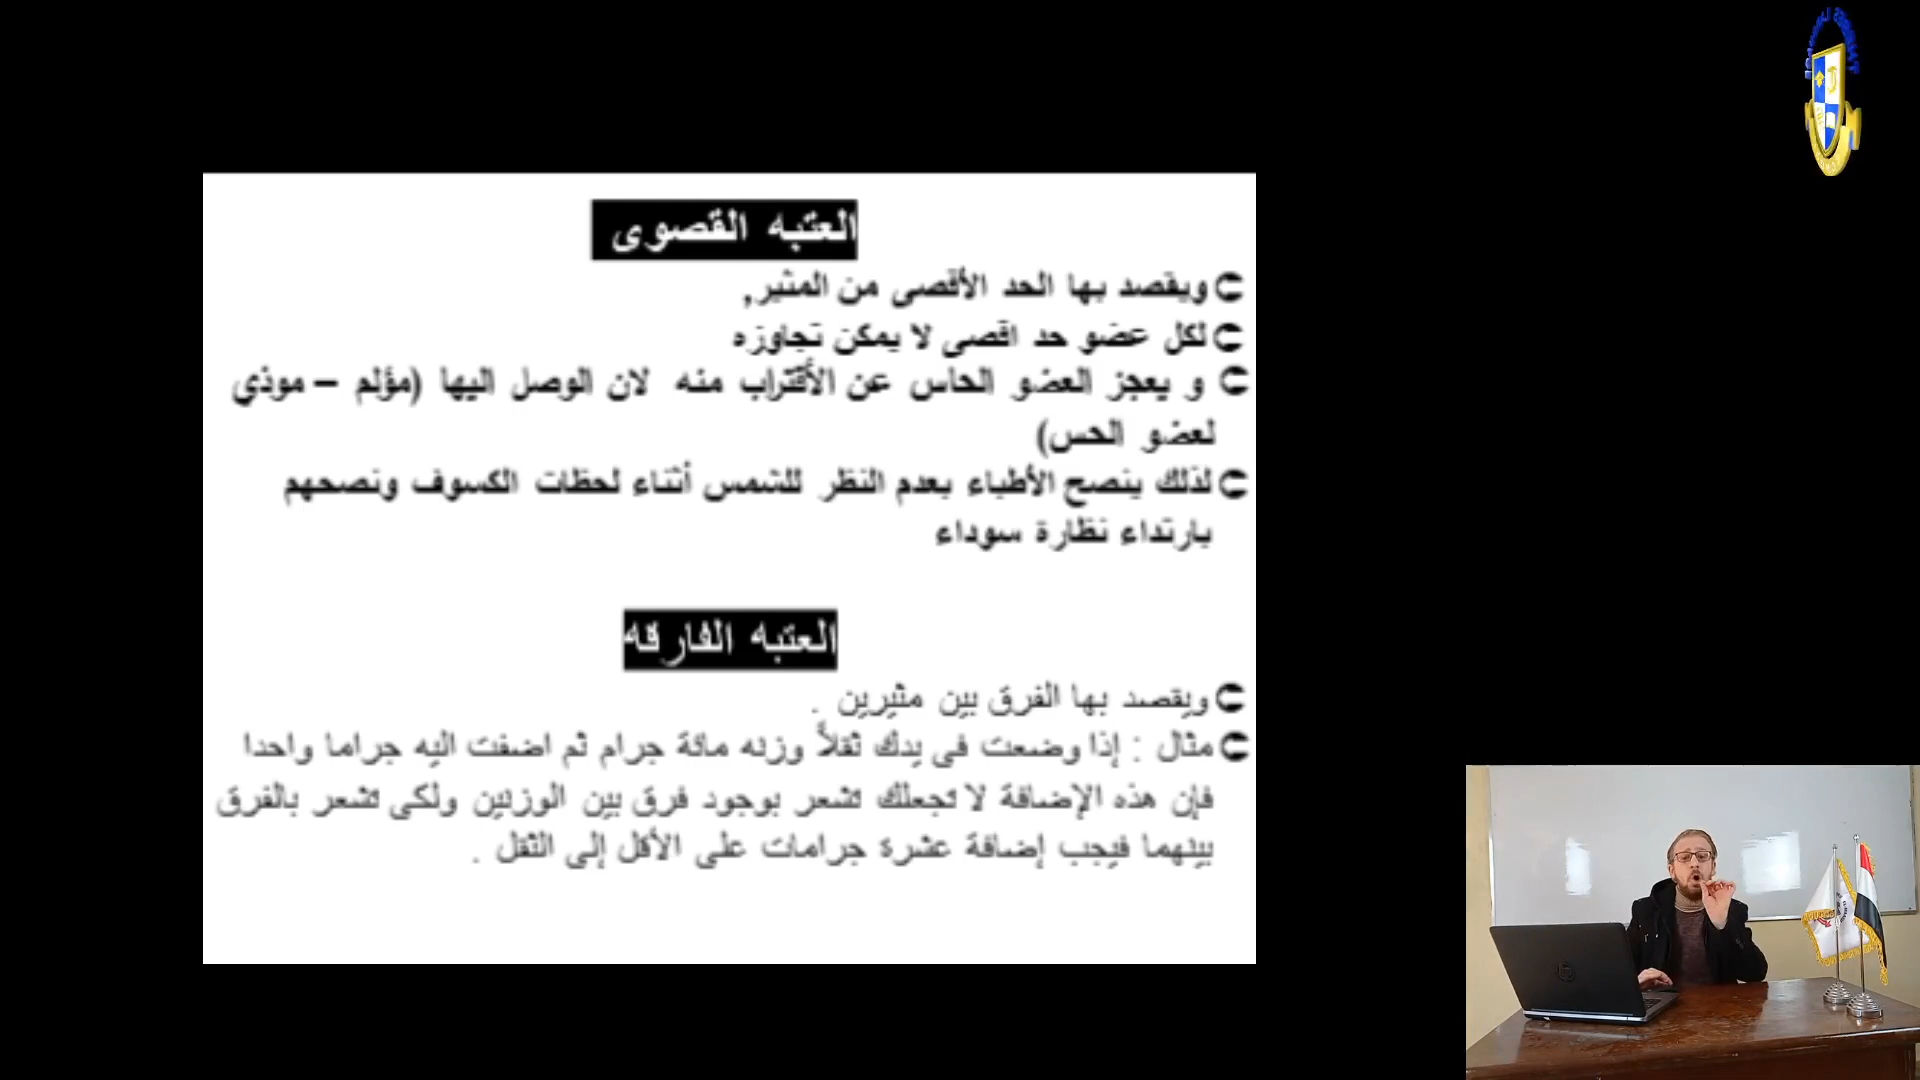 العتبه القصوى
ويقصد بها الحد الأقصى من المثير,
لكل عضو حد اقصى لا يمكن تجاوزه
و يعجز العضو الحاس عن الأقتراب منه لان الوصل اليها (مؤلم – موذي
لعضو الحس)
لذلك ينصح الأطباء بعدم النظر للشمس أثناء لحظات الكسوف ونصحهم
بارتداء نظارة سوداء
العتبه الفارقه
ويقصد بها الفرق بين مثيرين .
مثال : إذا وضعت فى يدك ثقلاً وزنه مائة جرام ثم اضفت اليه جراما واحدا
فإن هذه الإضافة لا تجعلك تشعر بوجود فرق بين الوزنين ولكى تشعر بالفرق
بينهما فيجب إضافة عشرة جرامات على الأقل إلى الثقل .